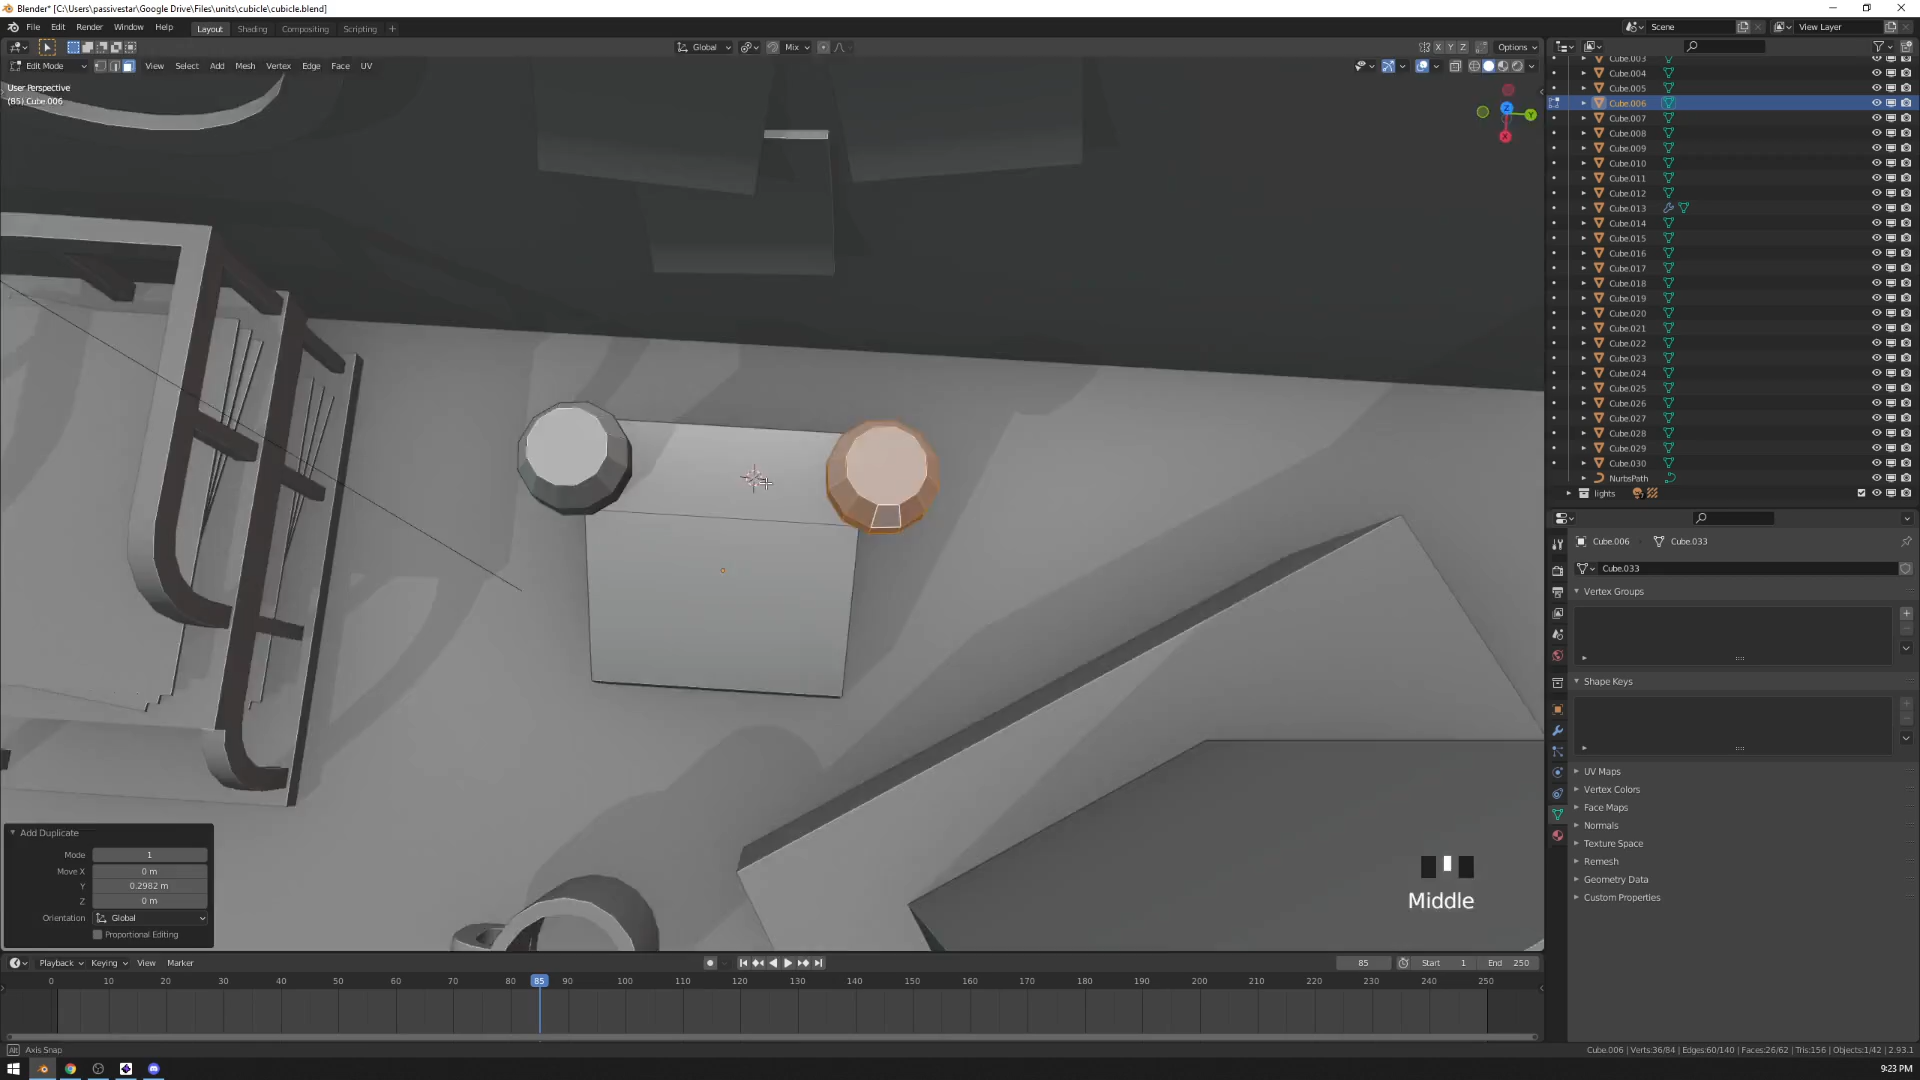 Blender* [C:\Users\passivestar\Google Drive\Files\units\cubicle\cubicle.blend]
File Edit Render Window Help Layout Shading Compositing Scripting + Scene View Layer
Global Mix X Y Z Options
Edit Mode View Select Add Mesh Vertex Edge Face UV
User Perspective
(85) Cube.006
Z
Y
X
Cube.003
Cube.004
Cube.005
Cube.006
Cube.007
Cube.008
Cube.009
Cube.010
Cube.011
Cube.012
Cube.013
Cube.014
Cube.015
Cube.016
Cube.017
Cube.018
Cube.019
Cube.020
Cube.021
Cube.022
Cube.023
Cube.024
Cube.025
Cube.026
Cube.027
Cube.028
Cube.029
Cube.030
NurbsPath
lights
Cube.006 Cube.033
Cube.033
Vertex Groups
Shape Keys
UV Maps
Vertex Colors
Face Maps
Normals
Texture Space
Remesh
Geometry Data
Custom Properties
Add Duplicate
Mode 1
Move X 0 m
Y 0.2982 m
Z 0 m
Orientation Global
Proportional Editing
Middle
Playback Keying View Marker 85 Start 1 End 250
0 10 20 30 40 50 60 70 80 85 90 100 110 120 130 140 150 160 170 180 190 200 210 220 230 240 250
Alt Axis Snap
Cube.006 | Verts:36/84 | Edges:60/140 | Faces:26/62 | Tris:156 | Objects:1/42 | 2.93.1
9:23 PM